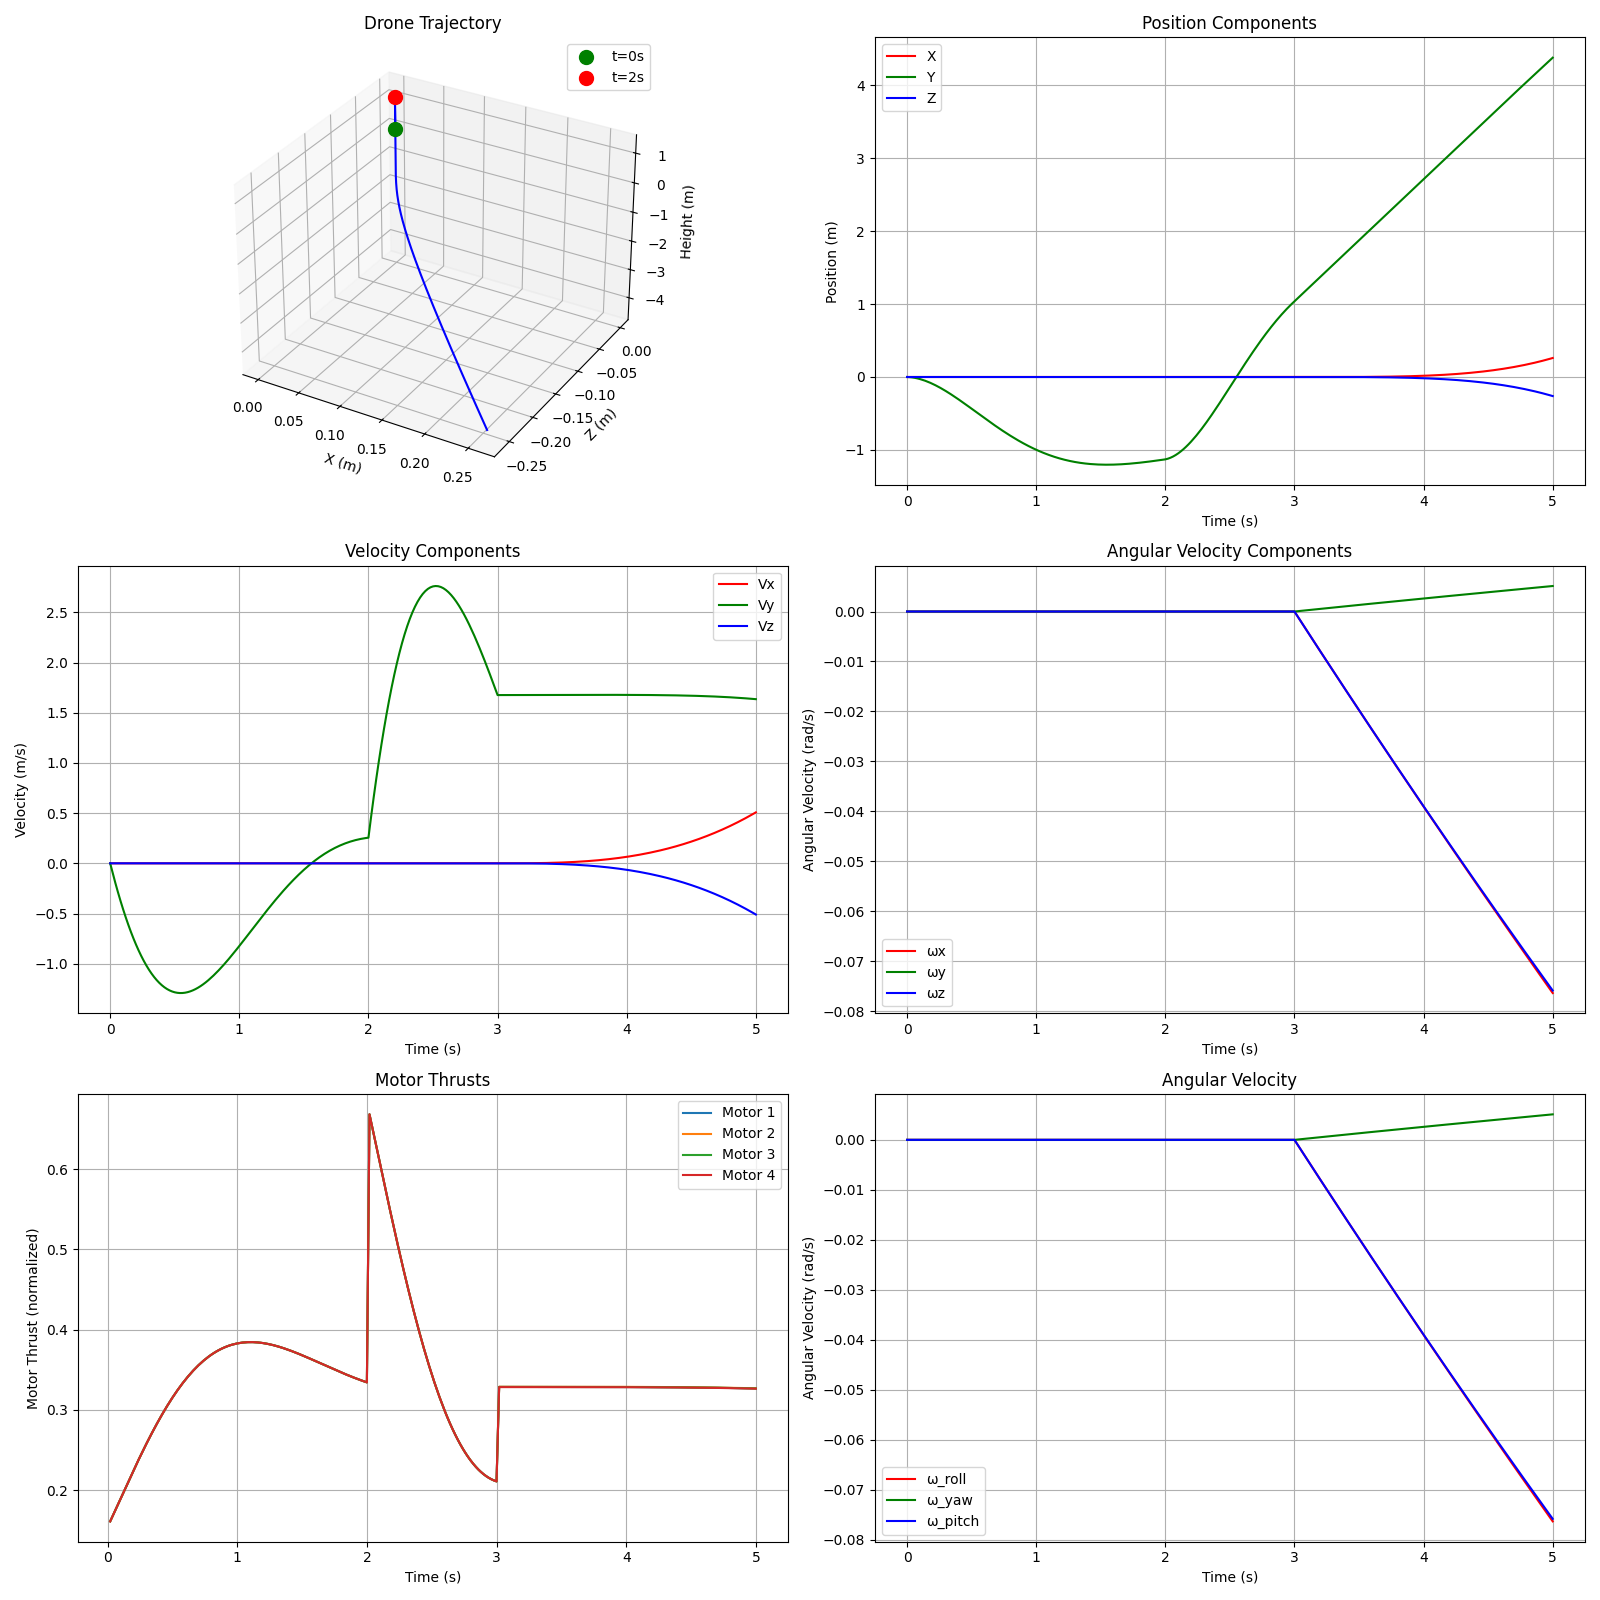 Drone Trajectory
t=0s
t=2s
1
0
−1
−2
−3
−4
Height (m)
0.00
−0.05
−0.10
−0.15
−0.20
−0.25
Z (m)
0.00
0.05
0.10
0.15
0.20
0.25
X (m)
Position Components
X
Y
Z
4
3
2
1
0
−1
Position (m)
0 1 2 3 4 5
Time (s)
Velocity Components
Vx
Vy
Vz
2.5
2.0
1.5
1.0
0.5
0.0
−0.5
−1.0
Velocity (m/s)
0 1 2 3 4 5
Time (s)
Angular Velocity Components
0.00
−0.01
−0.02
−0.03
−0.04
−0.05
−0.06
−0.07
−0.08
Angular Velocity (rad/s)
ωx
ωy
ωz
0 1 2 3 4 5
Time (s)
Motor Thrusts
Motor 1
Motor 2
Motor 3
Motor 4
0.6
0.5
0.4
0.3
0.2
Motor Thrust (normalized)
0 1 2 3 4 5
Time (s)
Angular Velocity
0.00
−0.01
−0.02
−0.03
−0.04
−0.05
−0.06
−0.07
−0.08
Angular Velocity (rad/s)
ω_roll
ω_yaw
ω_pitch
0 1 2 3 4 5
Time (s)